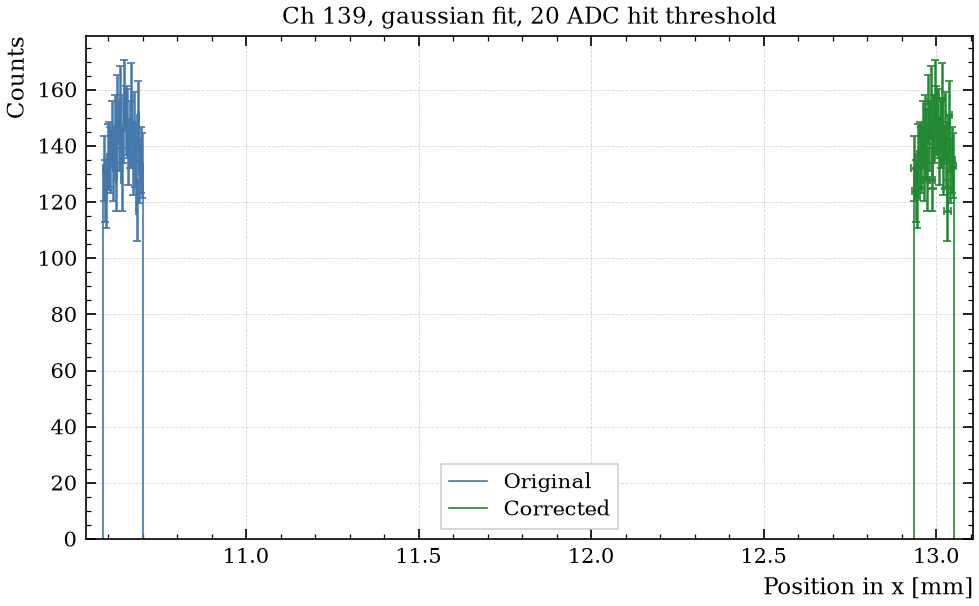 Ch 139, gaussian fit, 20 ADC hit threshold
Counts
160
140
120
100
80
60
40
20
0
Original
Corrected
11.0 11.5 12.0 12.5 13.0
Position in x [mm]